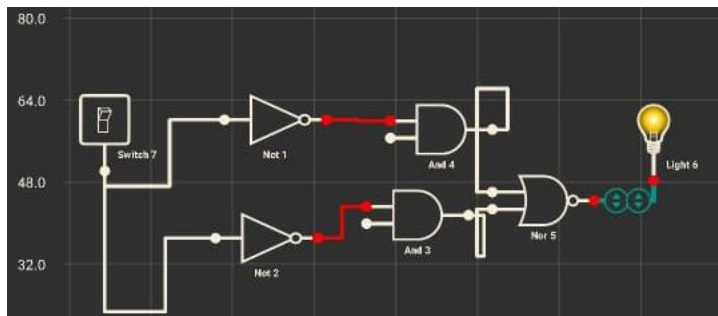 80.0
64.0
Switch 7
Not 1
And 4
Light 6
48.0
Not 2
And 3
Nor 5
32.0